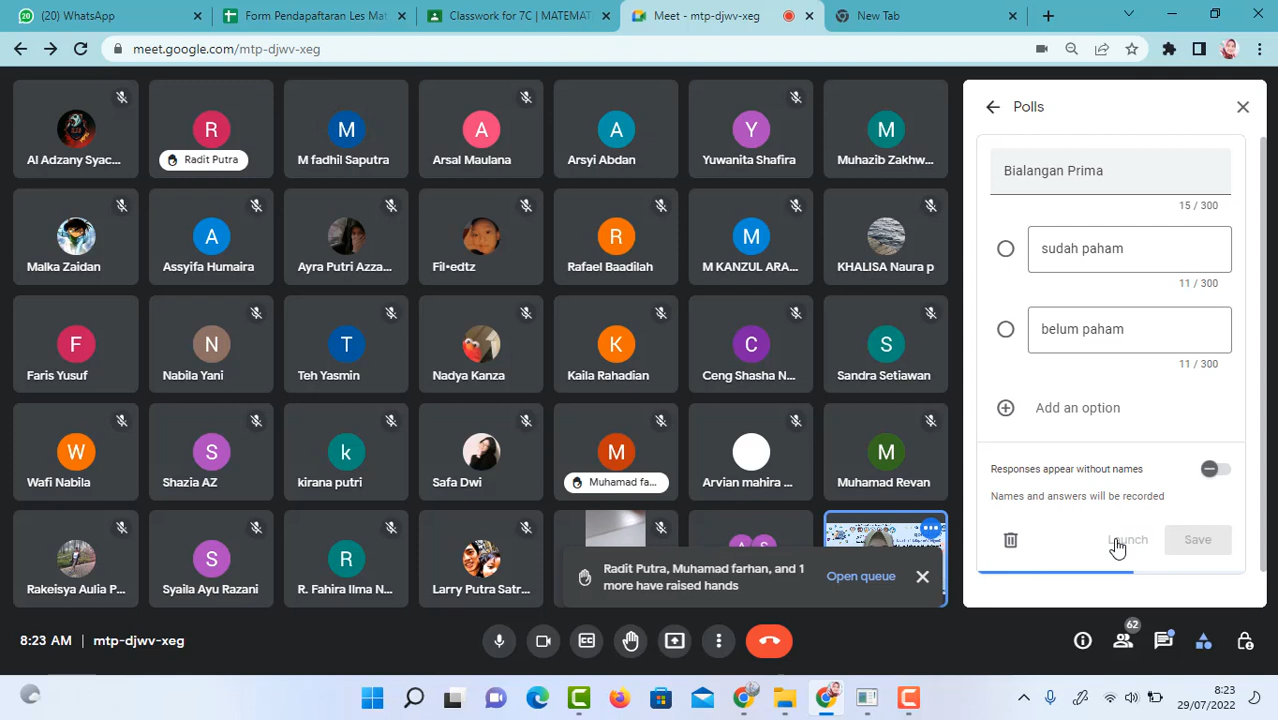 (20) WhatsApp
Form Pendapaftaran Les Mat
Classwork for 7C | MATEMAT
Meet - mtp-djwv-xeg
New Tab
meet.google.com/mtp-djwv-xeg
Al Adzany Syac...
R
Radit Putra
M
M fadhil Saputra
A
Arsal Maulana
A
Arsyi Abdan
Y
Yuwanita Shafira
M
Muhazib Zakhw...
Malka Zaidan
A
Assyifa Humaira
Ayra Putri Azza...
Fil•edtz
R
Rafael Baadilah
M
M KANZUL ARA...
KHALISA Naura p
F
Faris Yusuf
N
Nabila Yani
T
Teh Yasmin
Nadya Kanza
K
Kaila Rahadian
C
Ceng Shasha N...
S
Sandra Setiawan
W
Wafi Nabila
S
Shazia AZ
k
kirana putri
Safa Dwi
M
Muhamad fa...
Arvian mahira ...
M
Muhamad Revan
Rakeisya Aulia P...
S
Syaila Ayu Razani
R
R. Fahira Ilma N...
Larry Putra Satr...
A S
Radit Putra, Muhamad farhan, and 1
more have raised hands
Open queue
Polls
Bialangan Prima
15 / 300
sudah paham
11 / 300
belum paham
11 / 300
Add an option
Responses appear without names
Names and answers will be recorded
Launch
Save
8:23 AM
mtp-djwv-xeg
62
8:23
29/07/2022